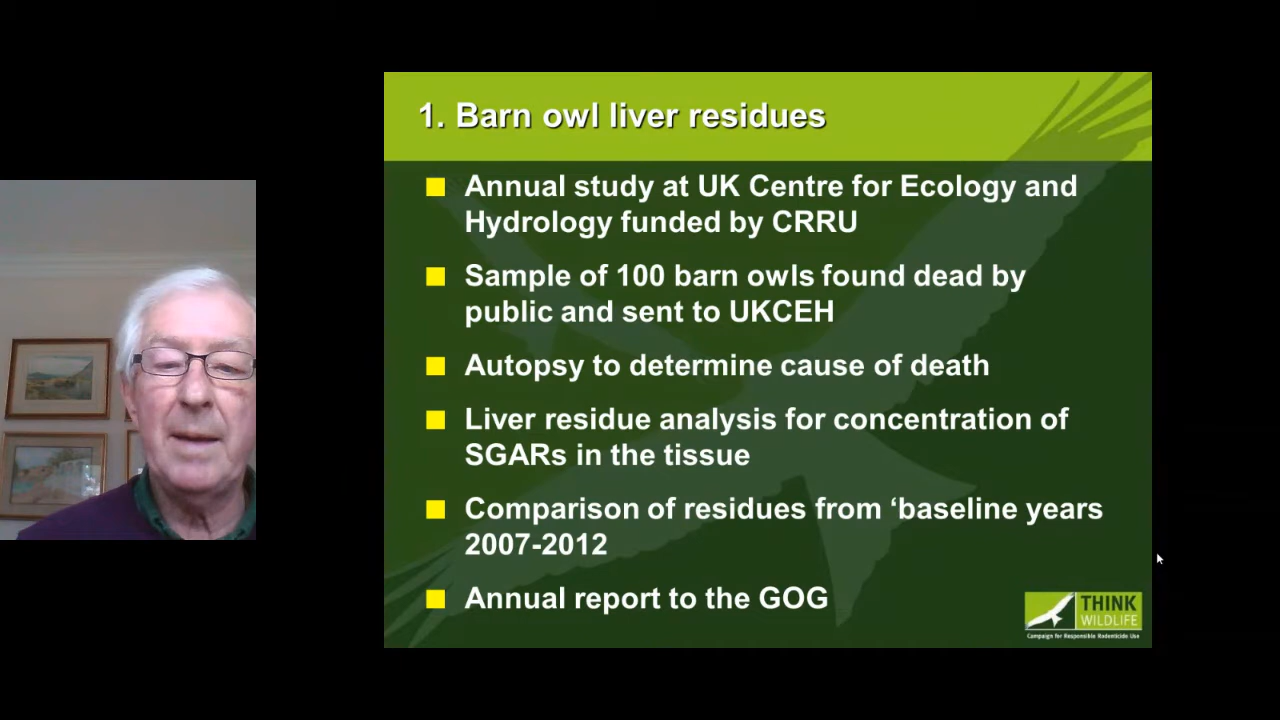 1. Barn owl liver residues
Annual study at UK Centre for Ecology and
Hydrology funded by CRRU
Sample of 100 barn owls found dead by
public and sent to UKCEH
Autopsy to determine cause of death
Liver residue analysis for concentration of
SGARs in the tissue
Comparison of residues from ‘baseline years
2007-2012
Annual report to the GOG
THINK
WILDLIFE
Campaign for Responsible Rodenticide Use